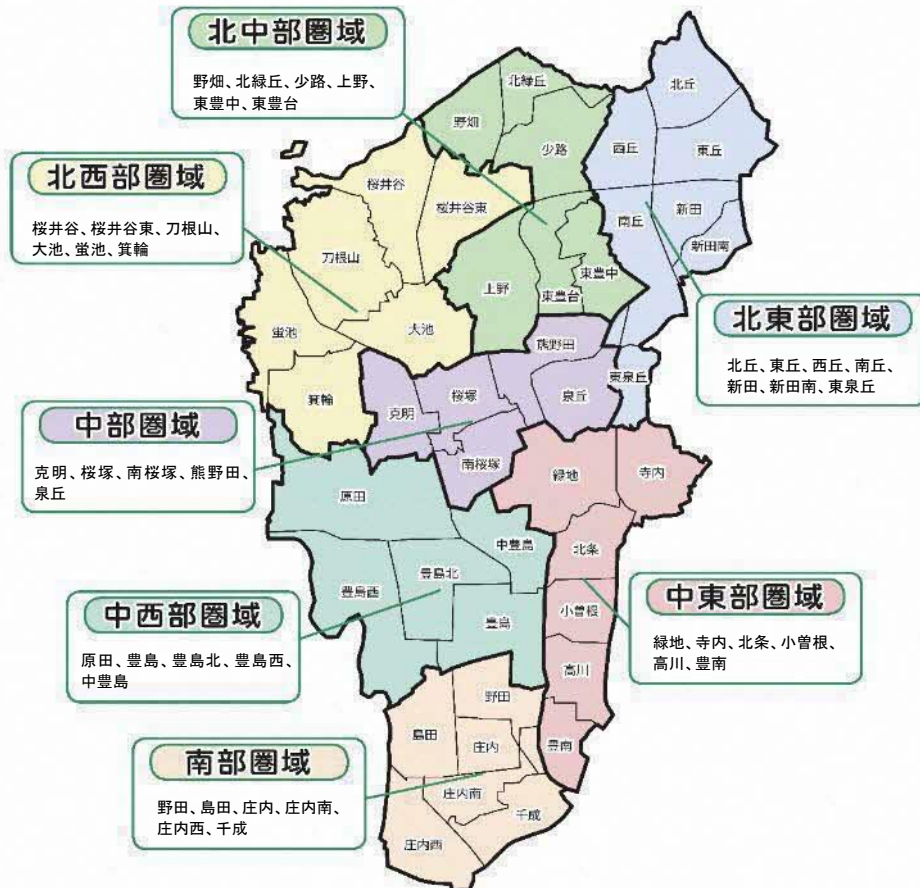 北中部圏域
野畑、北緑丘、少路、上野、
東豊中、東豊台
北西部圏域
桜井谷、桜井谷東、刀根山、
大池、蛍池、箕輪
北東部圏域
北丘、東丘、西丘、南丘、
新田、新田南、東泉丘
中部圏域
克明、桜塚、南桜塚、熊野田、
泉丘
中西部圏域
原田、豊島、豊島北、豊島西、
中豊島
中東部圏域
緑地、寺内、北条、小曽根、
高川、豊南
南部圏域
野田、島田、庄内、庄内南、
庄内西、千成
北緑丘
野畑
少路
北丘
西丘
東丘
桜井谷
桜井谷東
南丘
新田
新田南
刀根山
上野
東豊中
東豊台
蛍池
大池
熊野田
東泉丘
箕輪
克明
桜塚
泉丘
南桜塚
緑地
寺内
原田
中豊島
北条
豊島西
豊島北
小曽根
豊島
高川
野田
島田
庄内
豊南
庄内南
千成
庄内西